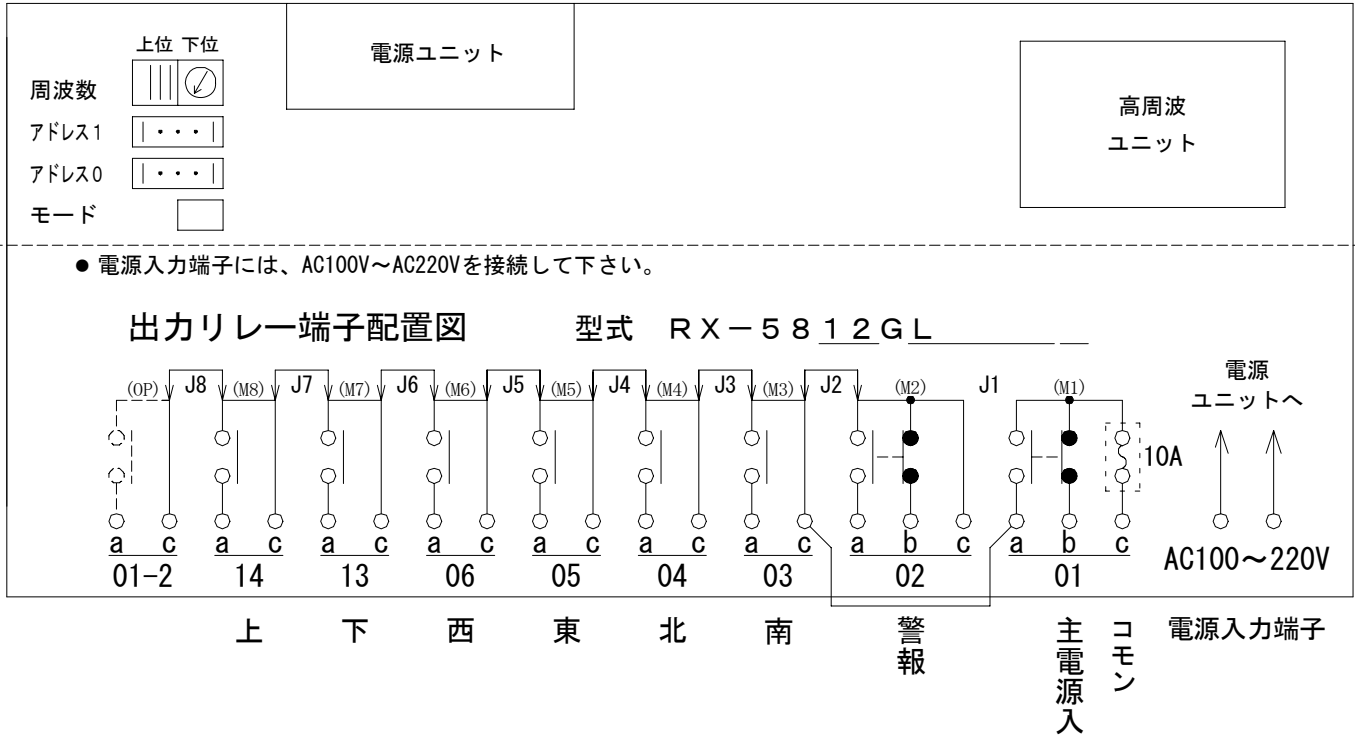 上位 下位
周波数
アドレス1
アドレス0
モード
電源ユニット
高周波
ユニット
● 電源入力端子には、AC100V～AC220Vを接続して下さい。
出力リレー端子配置図 型式 RX－5812GL
(OP) J8 (M8) J7 (M7) J6 (M6) J5 (M5) J4 (M4) J3 (M3) J2 (M2) J1 (M1)
電源
ユニットへ
10A
a c a c a c a c a c a c a c a b c a b c
01-2 14 13 06 05 04 03 02 01
AC100～220V
上 下 西 東 北 南 警報 主電源入 コモン 電源入力端子